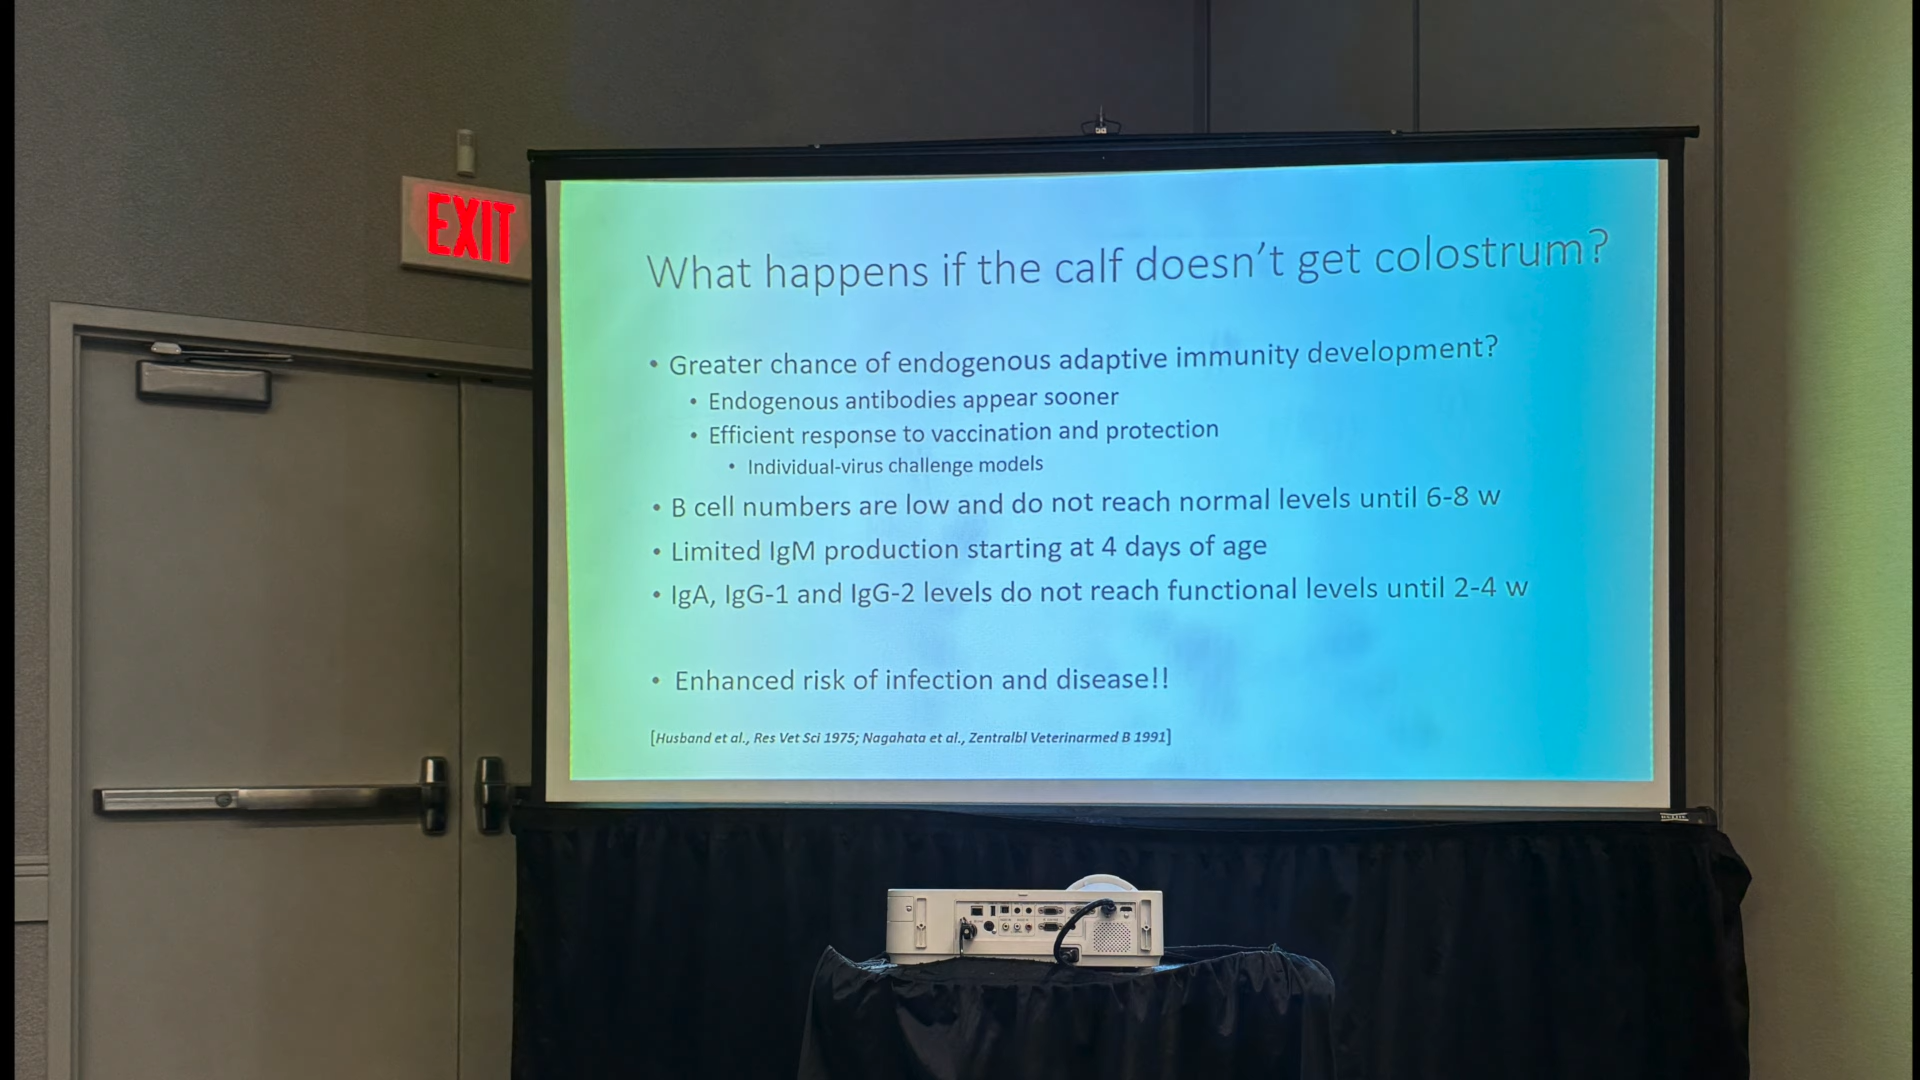 EXIT
What happens if the calf doesn't get colostrum?
• Greater chance of endogenous adaptive immunity development?
• Endogenous antibodies appear sooner
• Efficient response to vaccination and protection
• Individual-virus challenge models
• B cell numbers are low and do not reach normal levels until 6-8 w
• Limited IgM production starting at 4 days of age
• IgA, IgG-1 and IgG-2 levels do not reach functional levels until 2-4 w
• Enhanced risk of infection and disease!!
[Husband et al., Res Vet Sci 1975; Nagahata et al., Zentralbl Veterinarmed B 1991]